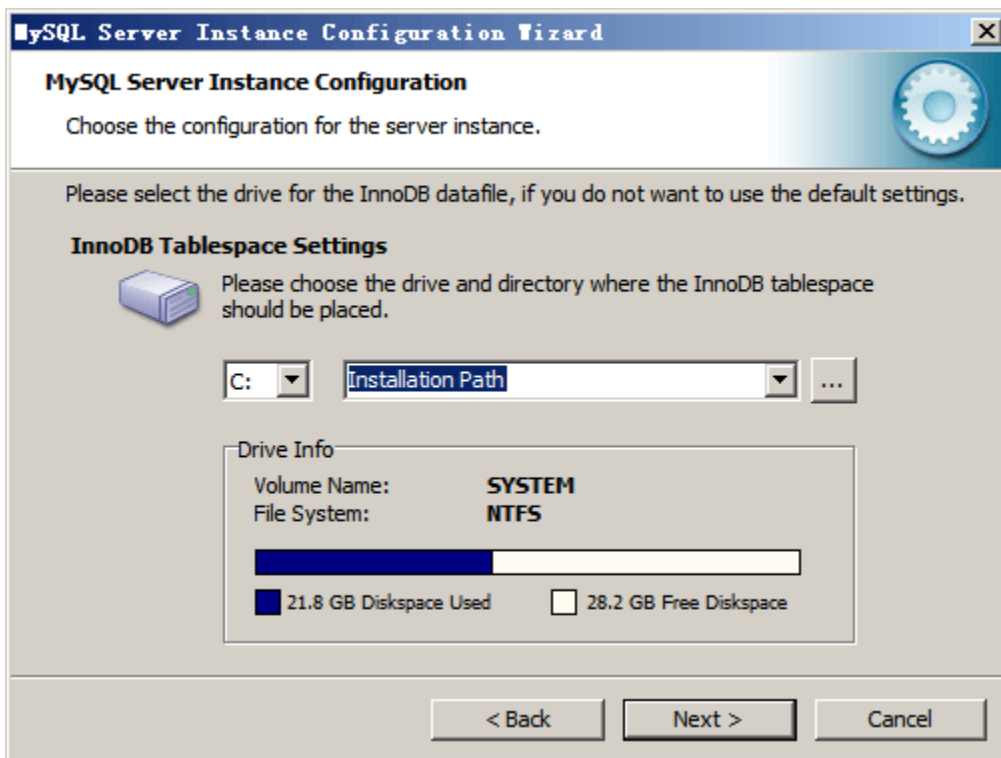 MySQL Server Instance Configuration Wizard
MySQL Server Instance Configuration
Choose the configuration for the server instance.
Please select the drive for the InnoDB datafile, if you do not want to use the default settings.
InnoDB Tablespace Settings
Please choose the drive and directory where the InnoDB tablespace
should be placed.
C: Installation Path ...
Drive Info
Volume Name: SYSTEM
File System: NTFS
21.8 GB Diskspace Used 28.2 GB Free Diskspace
< Back Next > Cancel